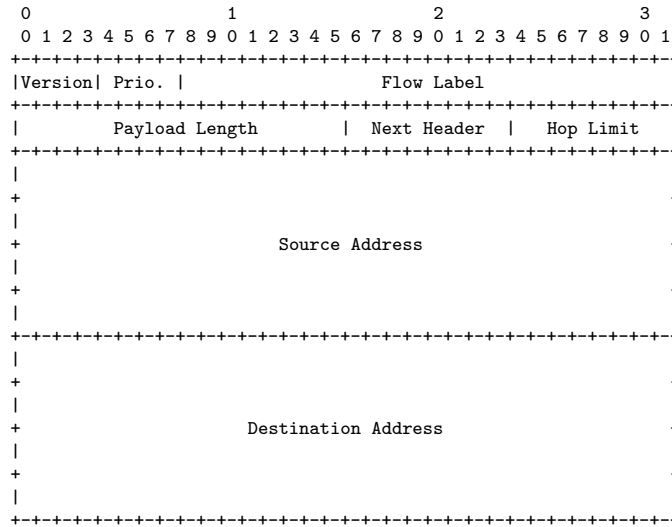 0                   1                   2                   3
0 1 2 3 4 5 6 7 8 9 0 1 2 3 4 5 6 7 8 9 0 1 2 3 4 5 6 7 8 9 0 1
+-+-+-+-+-+-+-+-+-+-+-+-+-+-+-+-+-+-+-+-+-+-+-+-+-+-+-+-+-+-+-+-
|Version| Prio. |                   Flow Label
+-+-+-+-+-+-+-+-+-+-+-+-+-+-+-+-+-+-+-+-+-+-+-+-+-+-+-+-+-+-+-+-
|         Payload Length        |  Next Header  |   Hop Limit
+-+-+-+-+-+-+-+-+-+-+-+-+-+-+-+-+-+-+-+-+-+-+-+-+-+-+-+-+-+-+-+-
|
+
|
+                         Source Address
|
+
|
+-+-+-+-+-+-+-+-+-+-+-+-+-+-+-+-+-+-+-+-+-+-+-+-+-+-+-+-+-+-+-+-
|
+
|
+                      Destination Address
|
+
|
+-+-+-+-+-+-+-+-+-+-+-+-+-+-+-+-+-+-+-+-+-+-+-+-+-+-+-+-+-+-+-+-